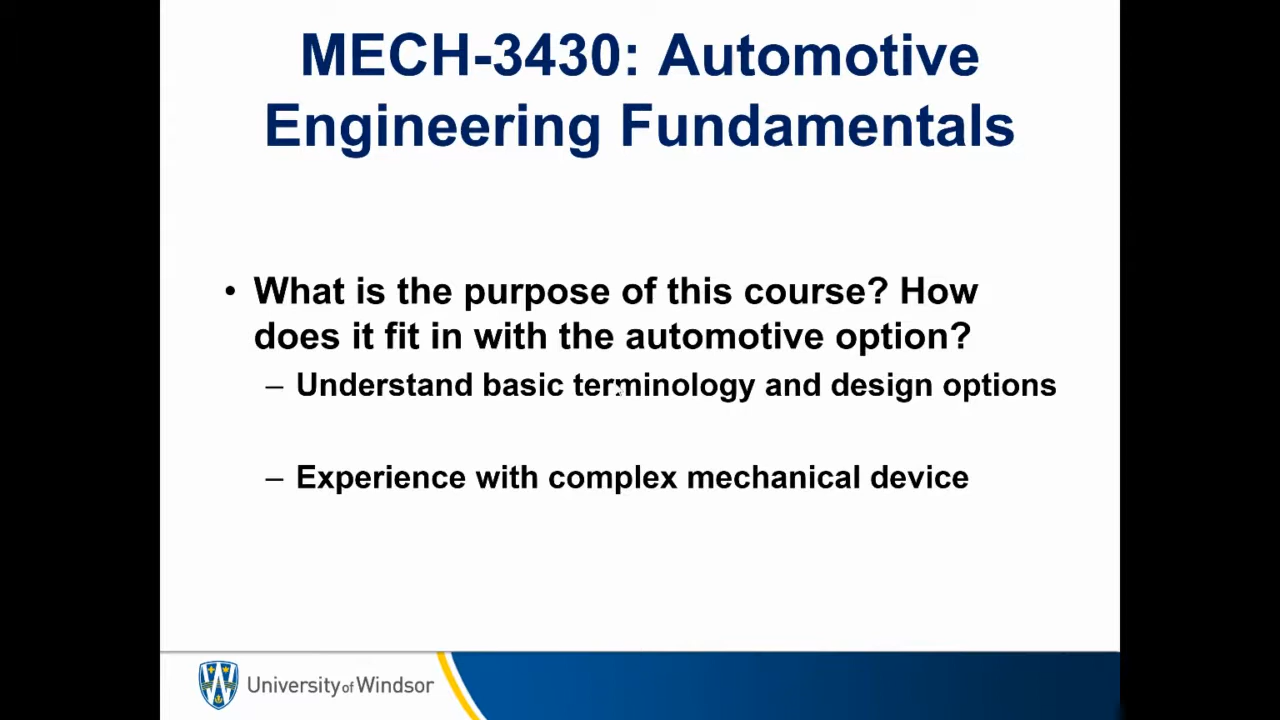 MECH-3430: Automotive
Engineering Fundamentals
• What is the purpose of this course? How
does it fit in with the automotive option?
– Understand basic terminology and design options
– Experience with complex mechanical device
University of Windsor